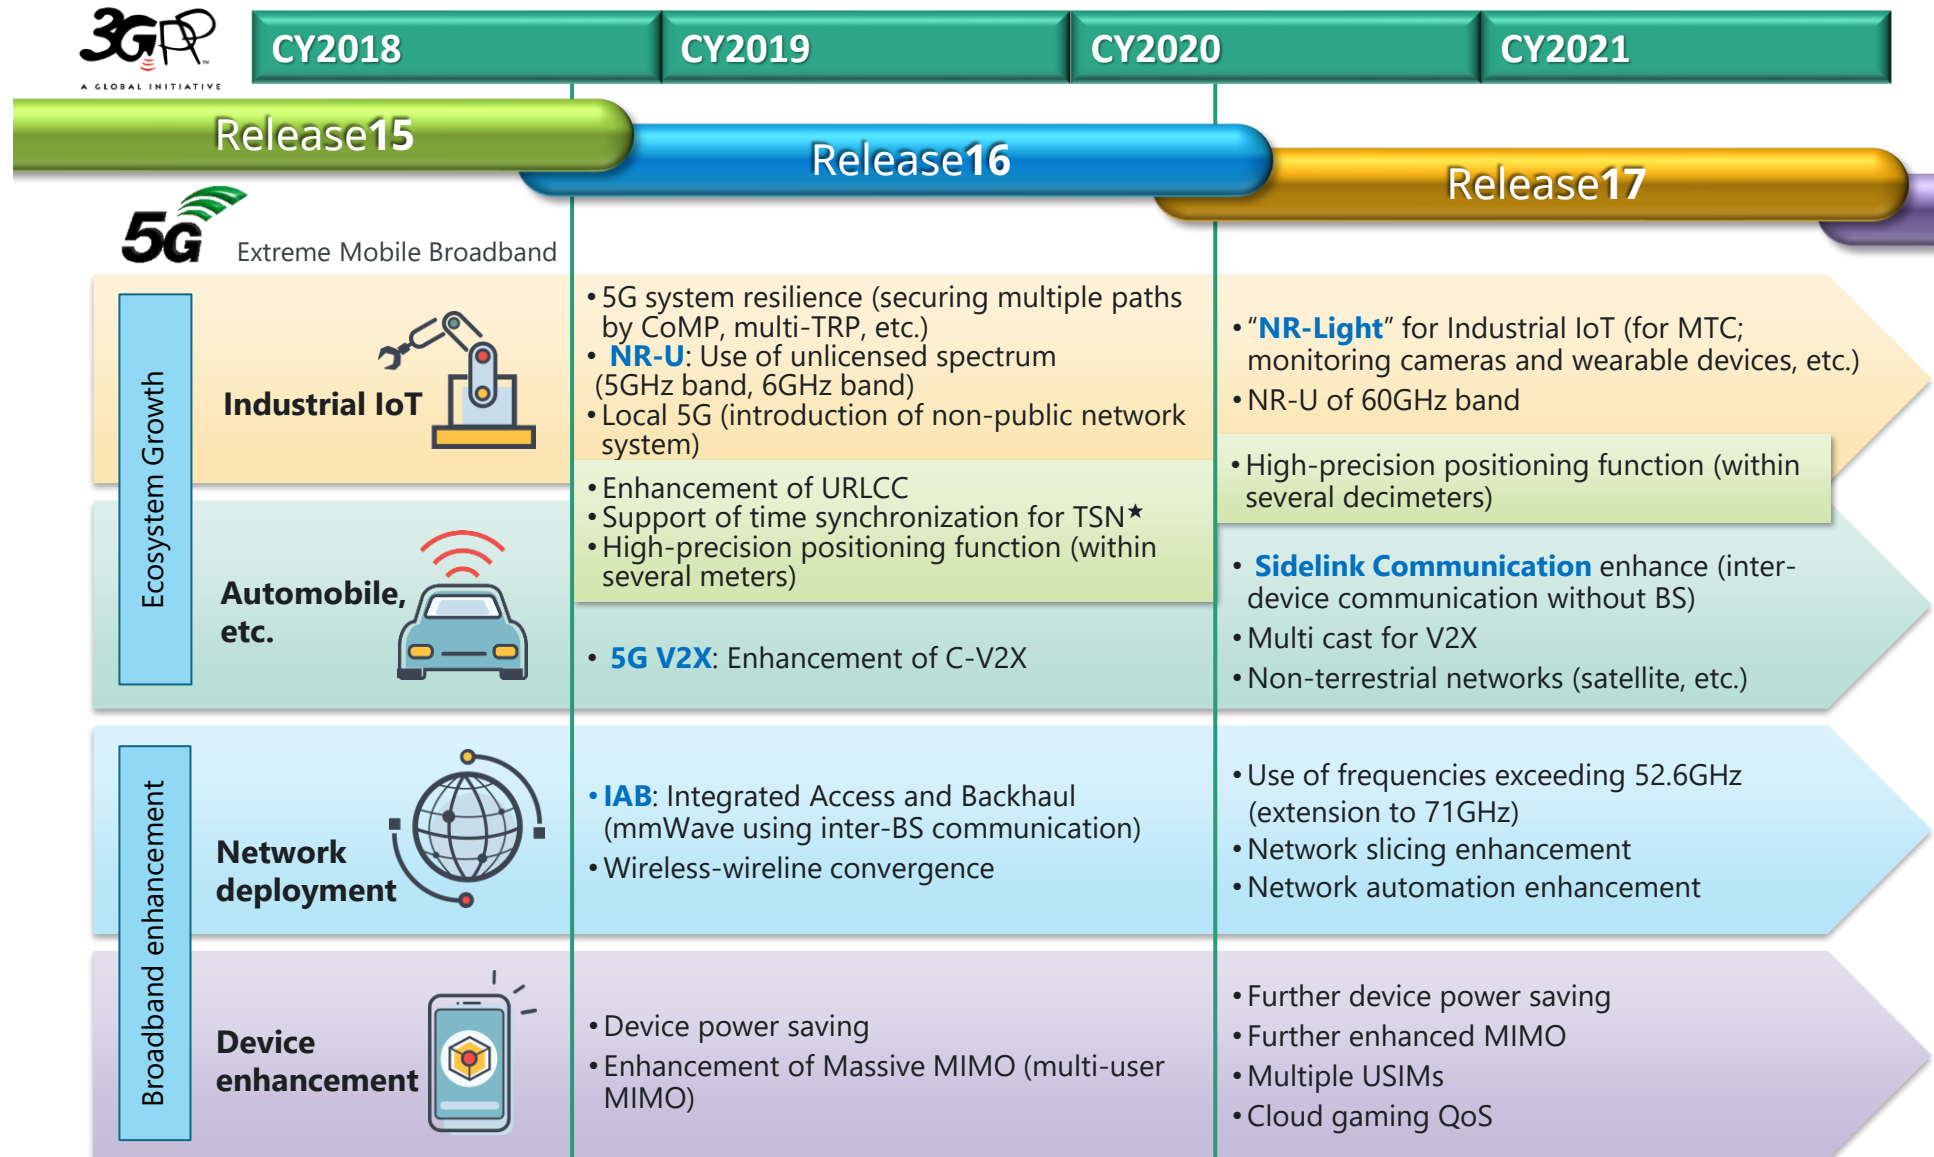 3GPP™
A GLOBAL INITIATIVE
CY2018
CY2019
CY2020
CY2021
Release15
Release16
Release17
5G
Extreme Mobile Broadband
Ecosystem Growth
Industrial IoT
•5G system resilience (securing multiple paths
by CoMP, multi-TRP, etc.)
• NR-U: Use of unlicensed spectrum
(5GHz band, 6GHz band)
•Local 5G (introduction of non-public network
system)
•“NR-Light” for Industrial IoT (for MTC;
monitoring cameras and wearable devices, etc.)
•NR-U of 60GHz band
•Enhancement of URLCC
•Support of time synchronization for TSN★
•High-precision positioning function (within
several meters)
•High-precision positioning function (within
several decimeters)
Automobile,
etc.
• 5G V2X: Enhancement of C-V2X
• Sidelink Communication enhance (inter-
device communication without BS)
•Multi cast for V2X
•Non-terrestrial networks (satellite, etc.)
Broadband enhancement
Network
deployment
•IAB: Integrated Access and Backhaul
(mmWave using inter-BS communication)
•Wireless-wireline convergence
•Use of frequencies exceeding 52.6GHz
(extension to 71GHz)
•Network slicing enhancement
•Network automation enhancement
Device
enhancement
•Device power saving
•Enhancement of Massive MIMO (multi-user
MIMO)
•Further device power saving
•Further enhanced MIMO
•Multiple USIMs
•Cloud gaming QoS